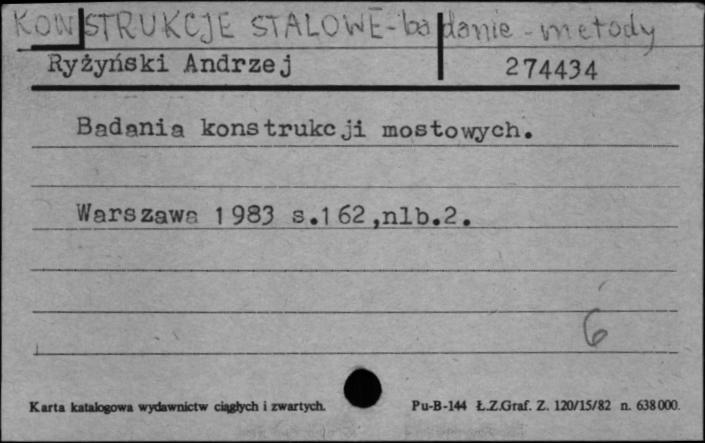 KONSTRUKCJE STALOWE - badanie - metody
Ryżyński Andrzej 274434
Badania konstrukcji mostowych.
Warszawa 1983 s.162,nlb.2.
6
Karta katalogowa wydawnictw ciągłych i zwartych. Pu-B-144 Ł.Z.Graf. Z. 120/15/82 n. 638000.